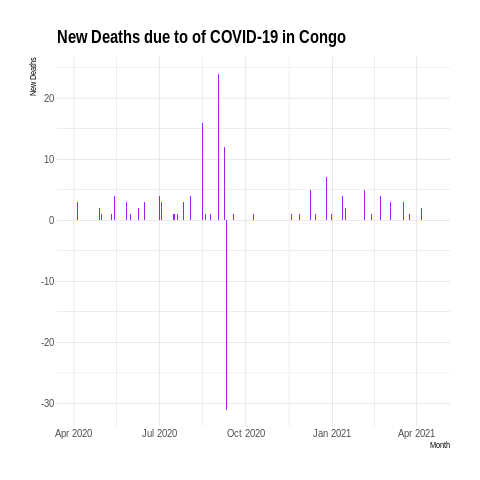 New Deaths due to of COVID-19 in Congo
New Deaths
20
10
0
-10
-20
-30
Apr 2020
Jul 2020
Oct 2020
Jan 2021
Apr 2021
Month